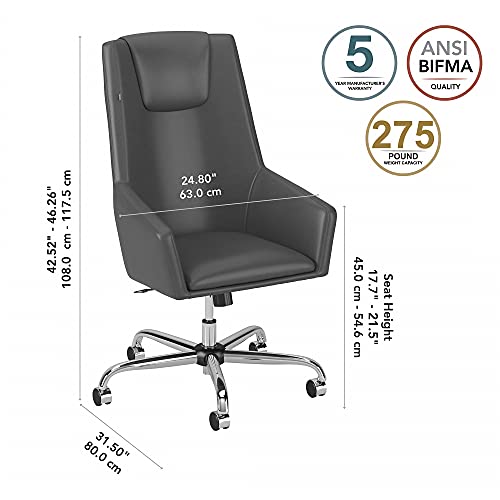 5
YEAR MANUFACTURER'S
WARRANTY
ANSI
BIFMA
QUALITY
275
POUND
WEIGHT CAPACITY
24.80"
63.0 cm
42.52" - 46.26"
108.0 cm - 117.5 cm
Seat Height
17.7" - 21.5"
45.0 cm - 54.6 cm
31.50"
80.0 cm